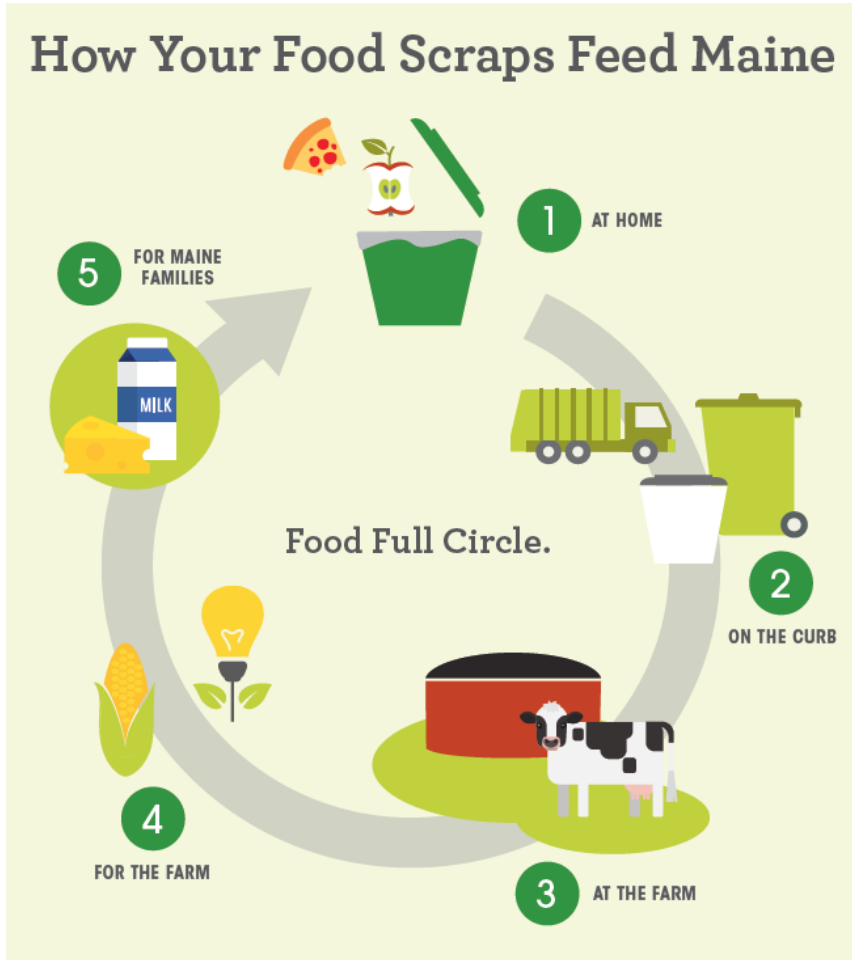 How Your Food Scraps Feed Maine
1
AT HOME
2
ON THE CURB
3
AT THE FARM
4
FOR THE FARM
5
FOR MAINE
FAMILIES
MILK
Food Full Circle.